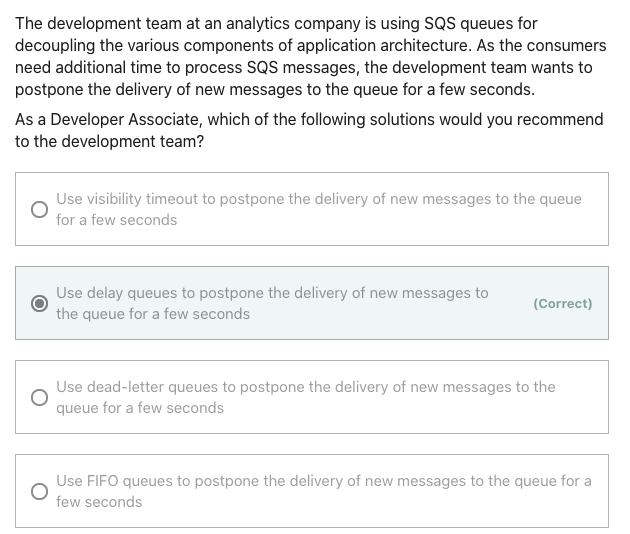 The development team at an analytics company is using SQS queues for
decoupling the various components of application architecture. As the consumers
need additional time to process SQS messages, the development team wants to
postpone the delivery of new messages to the queue for a few seconds.
As a Developer Associate, which of the following solutions would you recommend
to the development team?
Use visibility timeout to postpone the delivery of new messages to the queue
for a few seconds
Use delay queues to postpone the delivery of new messages to
the queue for a few seconds
(Correct)
Use dead-letter queues to postpone the delivery of new messages to the
queue for a few seconds
Use FIFO queues to postpone the delivery of new messages to the queue for a
few seconds